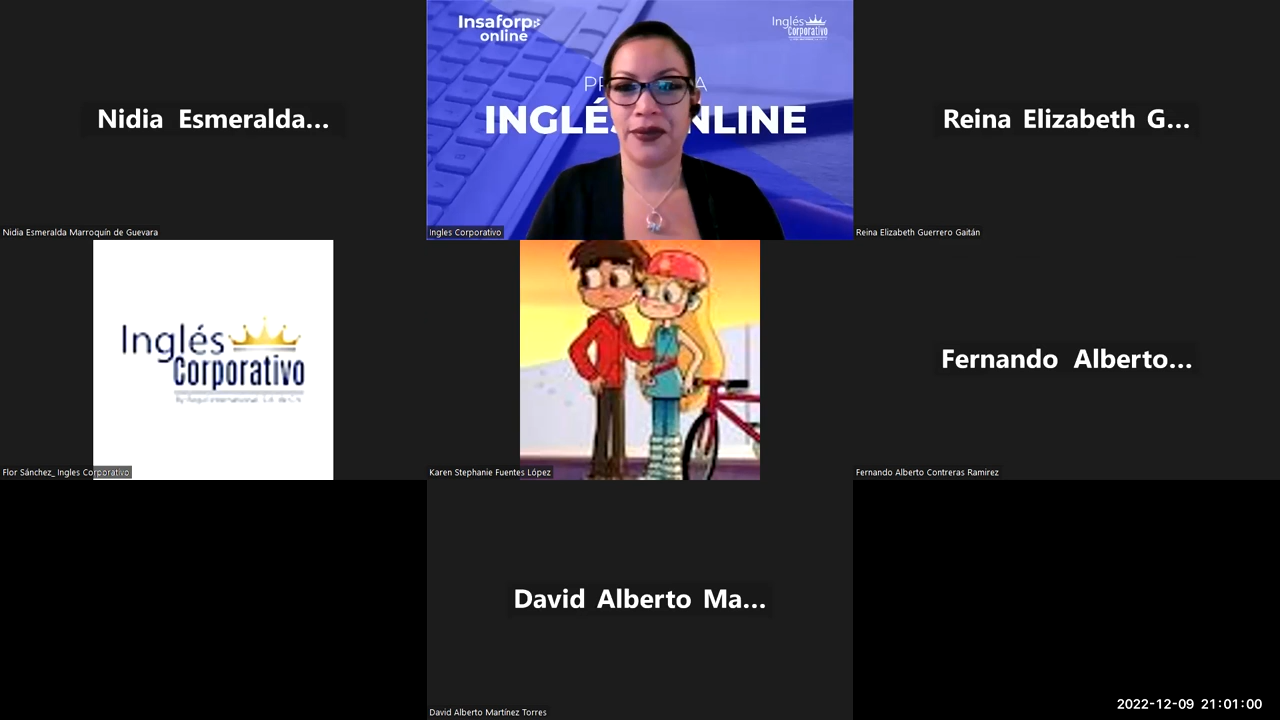 Nidia Esmeralda...
Nidia Esmeralda Marroquín de Guevara
Insaforp
online
Inglés
Corporativo
INGLÉS ONLINE
Ingles Corporativo
Reina Elizabeth G...
Reina Elizabeth Guerrero Gaitán
Inglés
Corporativo
Flor Sánchez_ Ingles Corporativo
Karen Stephanie Fuentes López
Fernando Alberto...
Fernando Alberto Contreras Ramirez
David Alberto Ma...
David Alberto Martínez Torres
2022-12-09 21:01:00